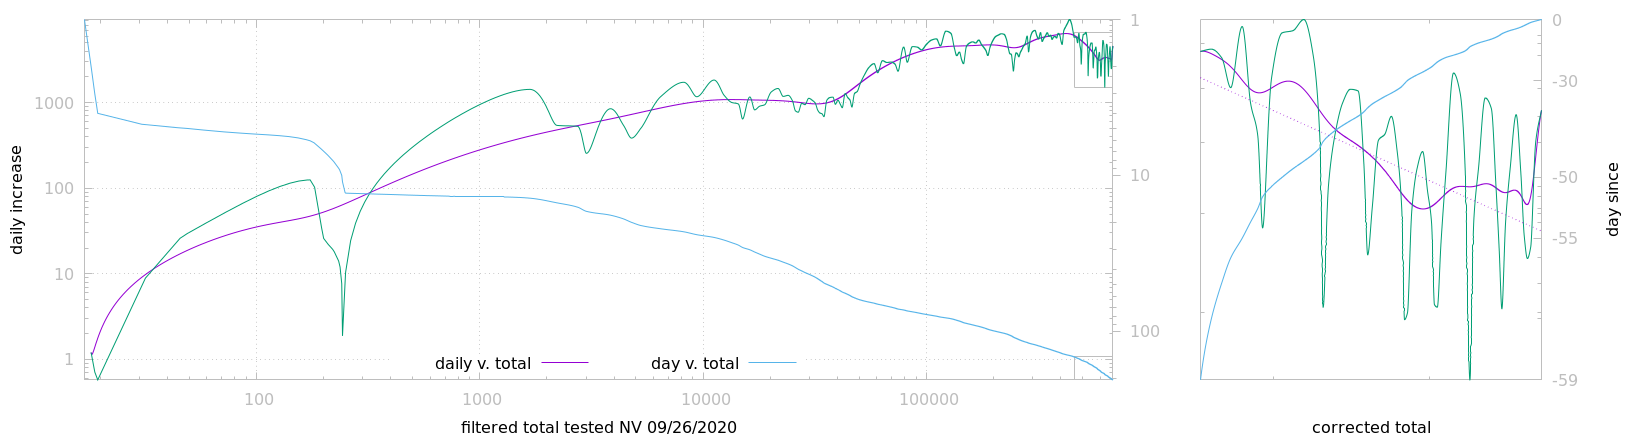 daily increase
1000
100
10
1
daily v. total
day v. total
100
1000
10000
100000
filtered total tested NV 09/26/2020
1
10
100
0
-30
-50
-55
-59
day since
corrected total